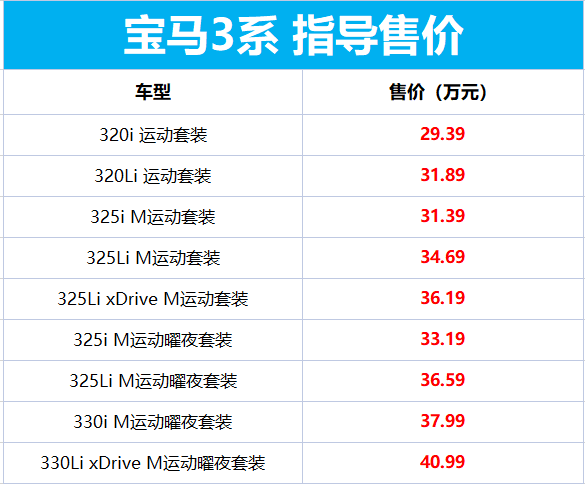 宝马3系 指导售价
车型 售价（万元）
320i 运动套装 29.39
320Li 运动套装 31.89
325i M运动套装 31.39
325Li M运动套装 34.69
325Li xDrive M运动套装 36.19
325i M运动曜夜套装 33.19
325Li M运动曜夜套装 36.59
330i M运动曜夜套装 37.99
330Li xDrive M运动曜夜套装 40.99